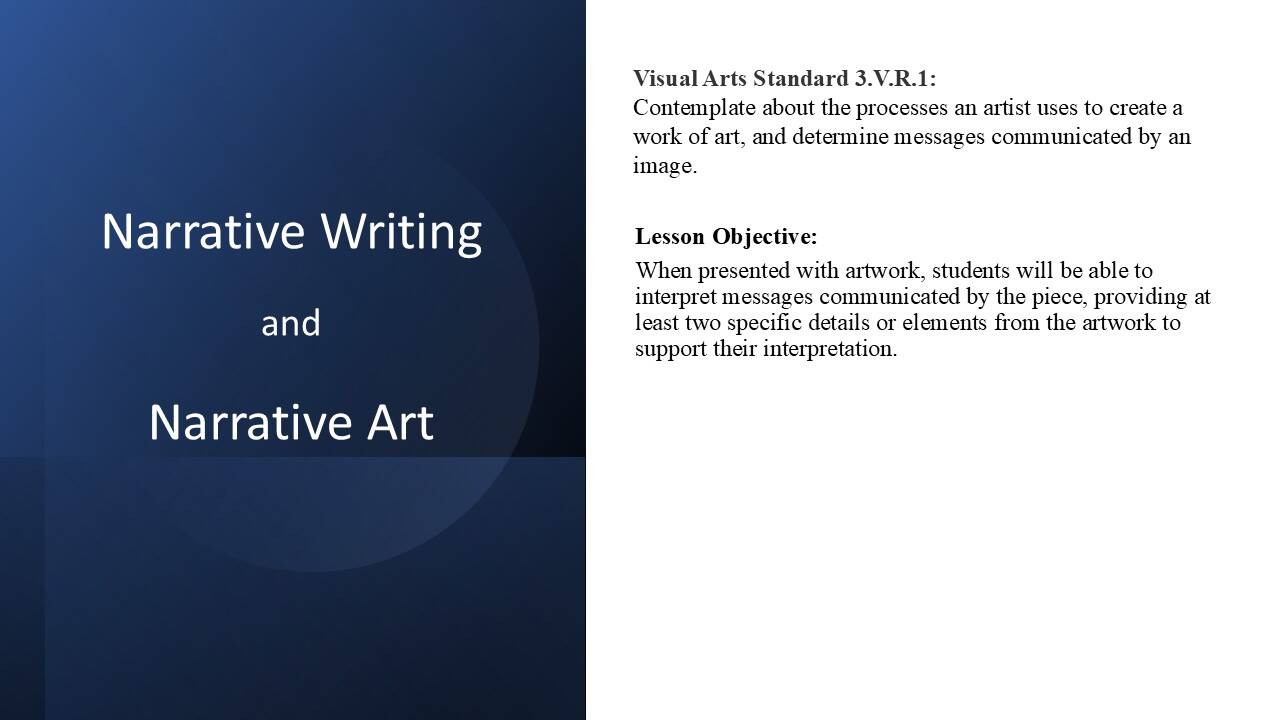 Narrative Writing
and
Narrative Art
Visual Arts Standard 3.V.R.1:
Contemplate about the processes an artist uses to create a
work of art, and determine messages communicated by an
image.
Lesson Objective:
When presented with artwork, students will be able to
interpret messages communicated by the piece, providing at
least two specific details or elements from the artwork to
support their interpretation.